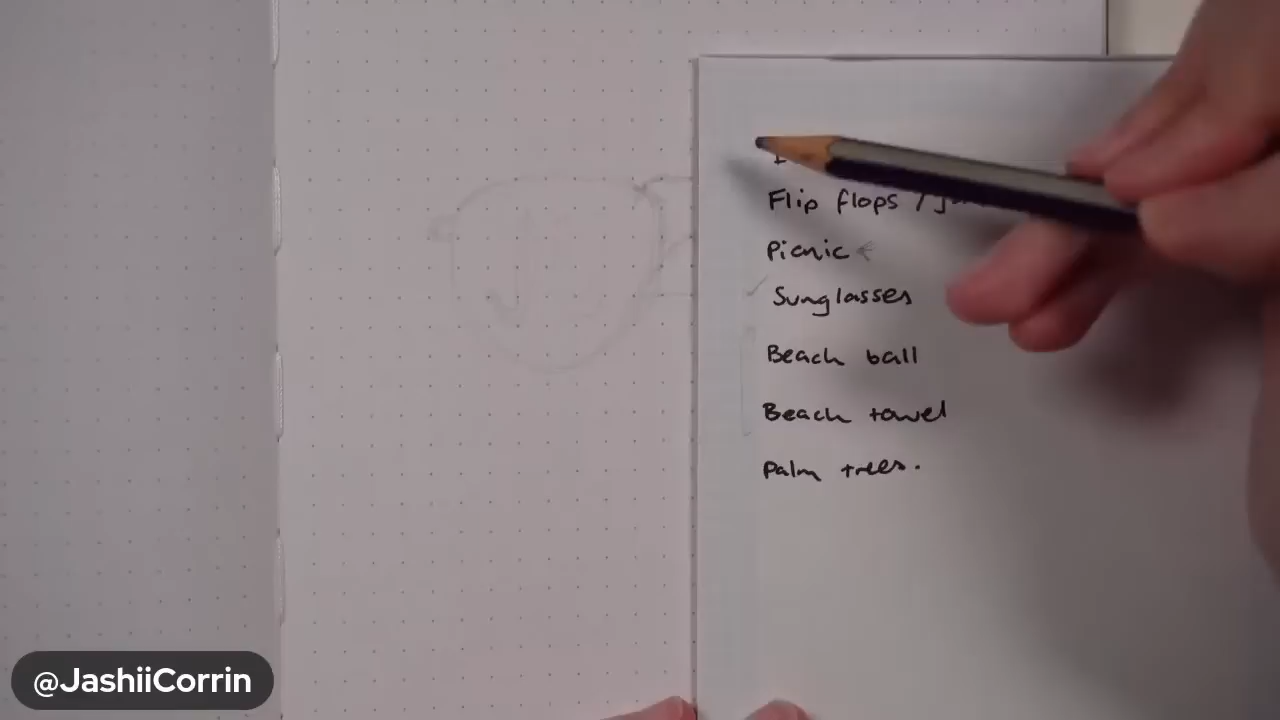 Flip flops /
Picnic
Sunglasses
Beach ball
Beach towel
Palm trees.
@JashiiCorrin